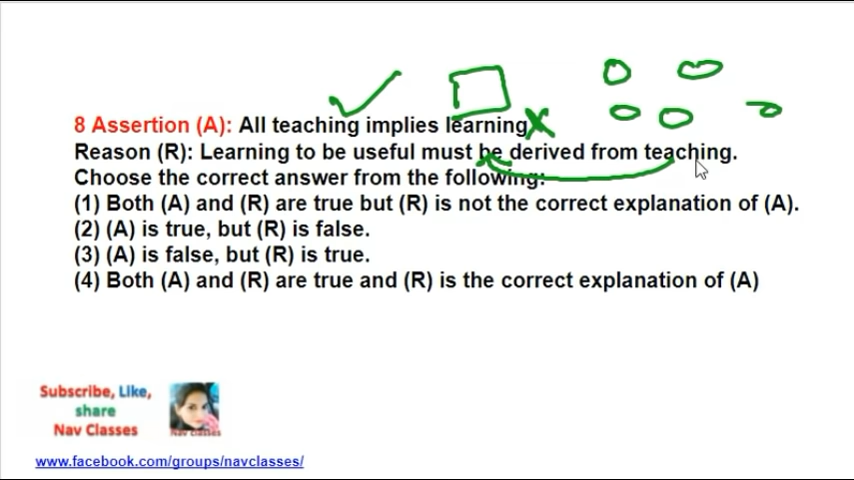 8 Assertion (A): All teaching implies learning
Reason (R): Learning to be useful must be derived from teaching.
Choose the correct answer from the following:
(1) Both (A) and (R) are true but (R) is not the correct explanation of (A).
(2) (A) is true, but (R) is false.
(3) (A) is false, but (R) is true.
(4) Both (A) and (R) are true and (R) is the correct explanation of (A)
Subscribe, Like,
share
Nav Classes
Nav Classes
www.facebook.com/groups/navclasses/